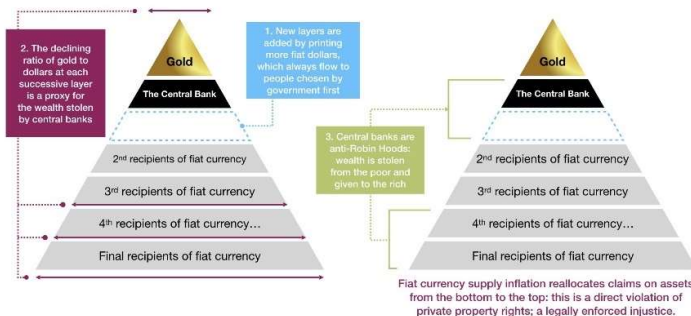 2. The declining
ratio of gold to
dollars at each
successive layer
is a proxy for
the wealth stolen
by central banks
Gold
The Central Bank
2nd recipients of fiat currency
3rd recipients of fiat currency
4th recipients of fiat currency…
Final recipients of fiat currency
1. New layers are
added by printing
more fiat dollars,
which always flow to
people chosen by
government first
3. Central banks are
anti-Robin Hoods:
wealth is stolen
from the poor and
given to the rich
Gold
The Central Bank
2nd recipients of fiat currency
3rd recipients of fiat currency
4th recipients of fiat currency…
Final recipients of fiat currency
Fiat currency supply inflation reallocates claims on assets
from the bottom to the top: this is a direct violation of
private property rights; a legally enforced injustice.